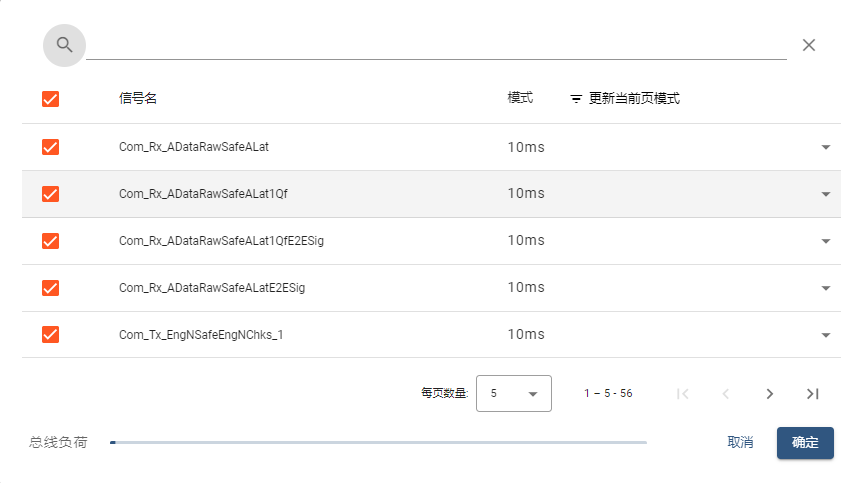 信号名 模式 更新当前页模式
Com_Rx_ADataRawSafeALat 10ms
Com_Rx_ADataRawSafeALat1Qf 10ms
Com_Rx_ADataRawSafeALat1QfE2ESig 10ms
Com_Rx_ADataRawSafeALatE2ESig 10ms
Com_Tx_EngNSafeEngNChks_1 10ms
每页数量: 5 1 – 5 - 56
总线负荷 取消 确定